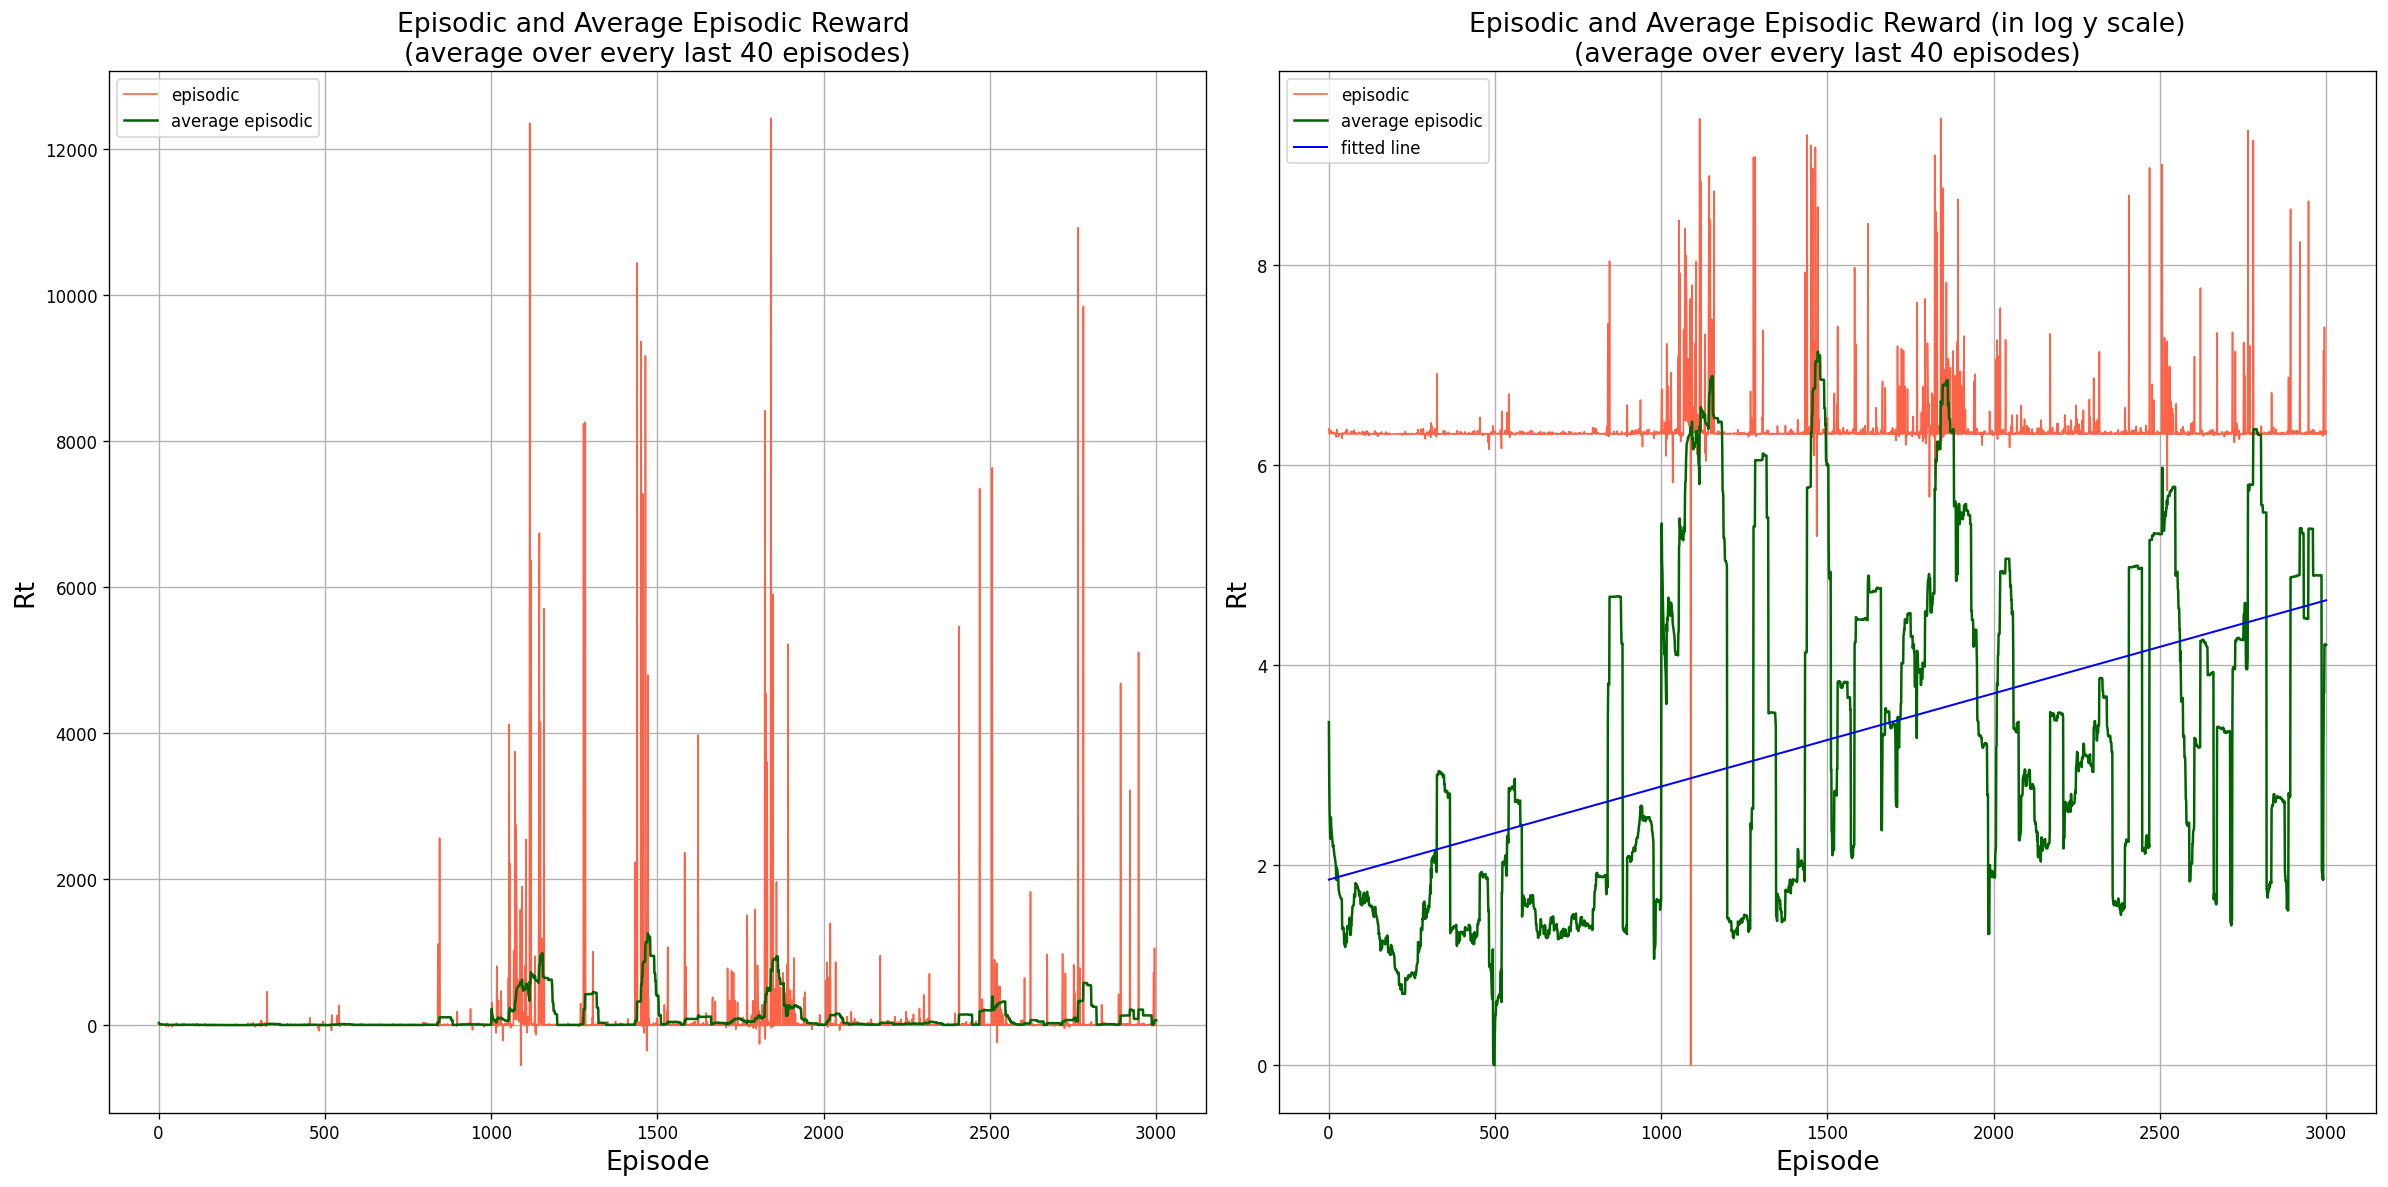 Episodic and Average Episodic Reward
(average over every last 40 episodes)
episodic
average episodic
12000
10000
8000
6000
4000
2000
0
Rt
0 500 1000 1500 2000 2500 3000
Episode
Episodic and Average Episodic Reward (in log y scale)
(average over every last 40 episodes)
episodic
average episodic
fitted line
8
6
4
2
0
Rt
0 500 1000 1500 2000 2500 3000
Episode